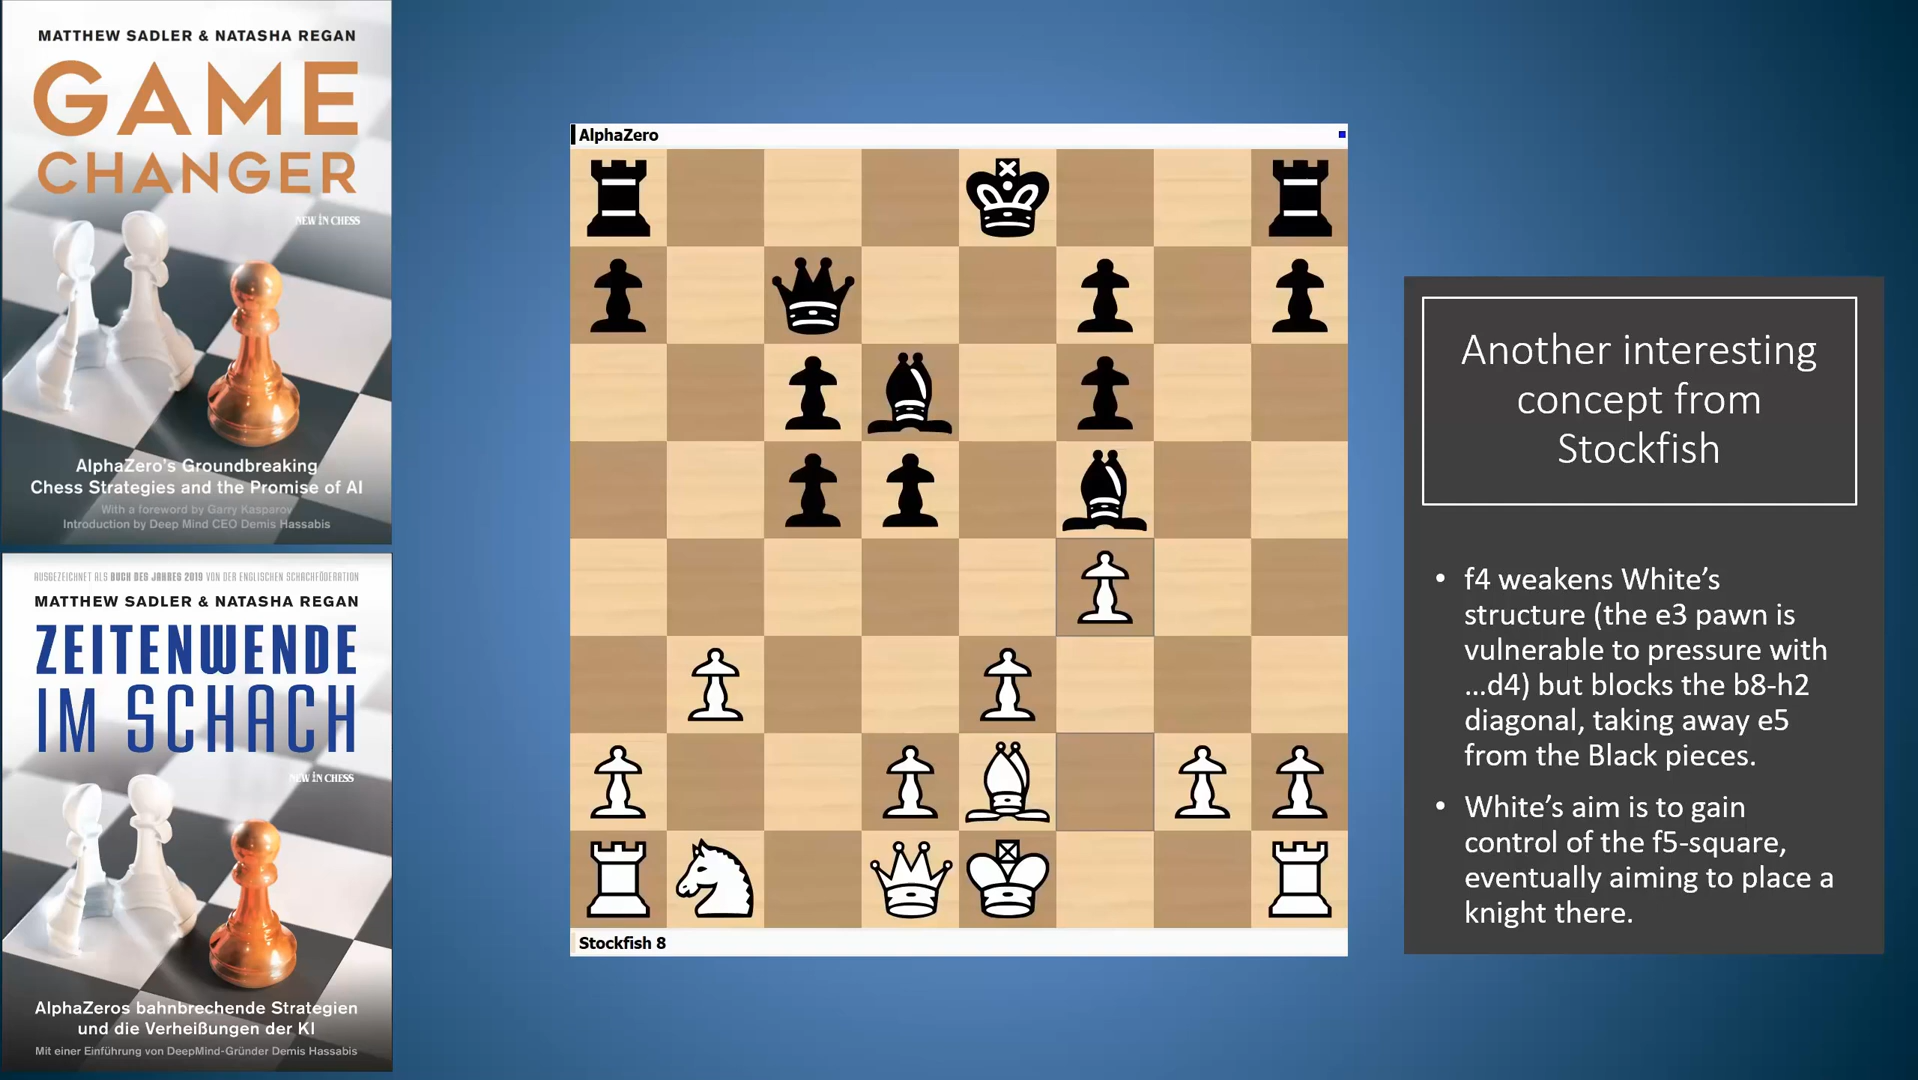 MATTHEW SADLER & NATASHA REGAN
GAME
CHANGER
NEW IN CHESS
AlphaZero's Groundbreaking
Chess Strategies and the Promise of AI
With a foreword by Garry Kasparov
Introduction by Deep Mind CEO Demis Hassabis
AUSGEZEICHNET ALS BUCH DES JAHRES 2019 VON DER ENGLISCHEN SCHACHFÖDERATION
MATTHEW SADLER & NATASHA REGAN
ZEITENWENDE
IM SCHACH
NEW IN CHESS
AlphaZeros bahnbrechende Strategien
und die Verheißungen der KI
Mit einer Einführung von DeepMind-Gründer Demis Hassabis
AlphaZero
Stockfish 8
Another interesting
concept from
Stockfish
• f4 weakens White’s
structure (the e3 pawn is
vulnerable to pressure with
...d4) but blocks the b8-h2
diagonal, taking away e5
from the Black pieces.
• White’s aim is to gain
control of the f5-square,
eventually aiming to place a
knight there.